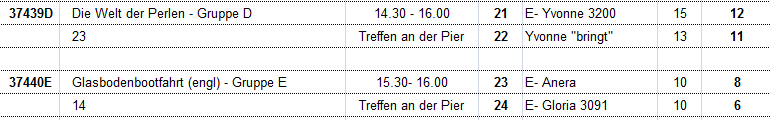 37439D Die Welt der Perlen - Gruppe D 14.30 - 16.00 21 E- Yvonne 3200 15 12
23 Treffen an der Pier 22 Yvonne "bringt" 13 11
37440E Glasbodenbootfahrt (engl) - Gruppe E 15.30- 16.00 23 E- Anera 10 8
14 Treffen an der Pier 24 E- Gloria 3091 10 6